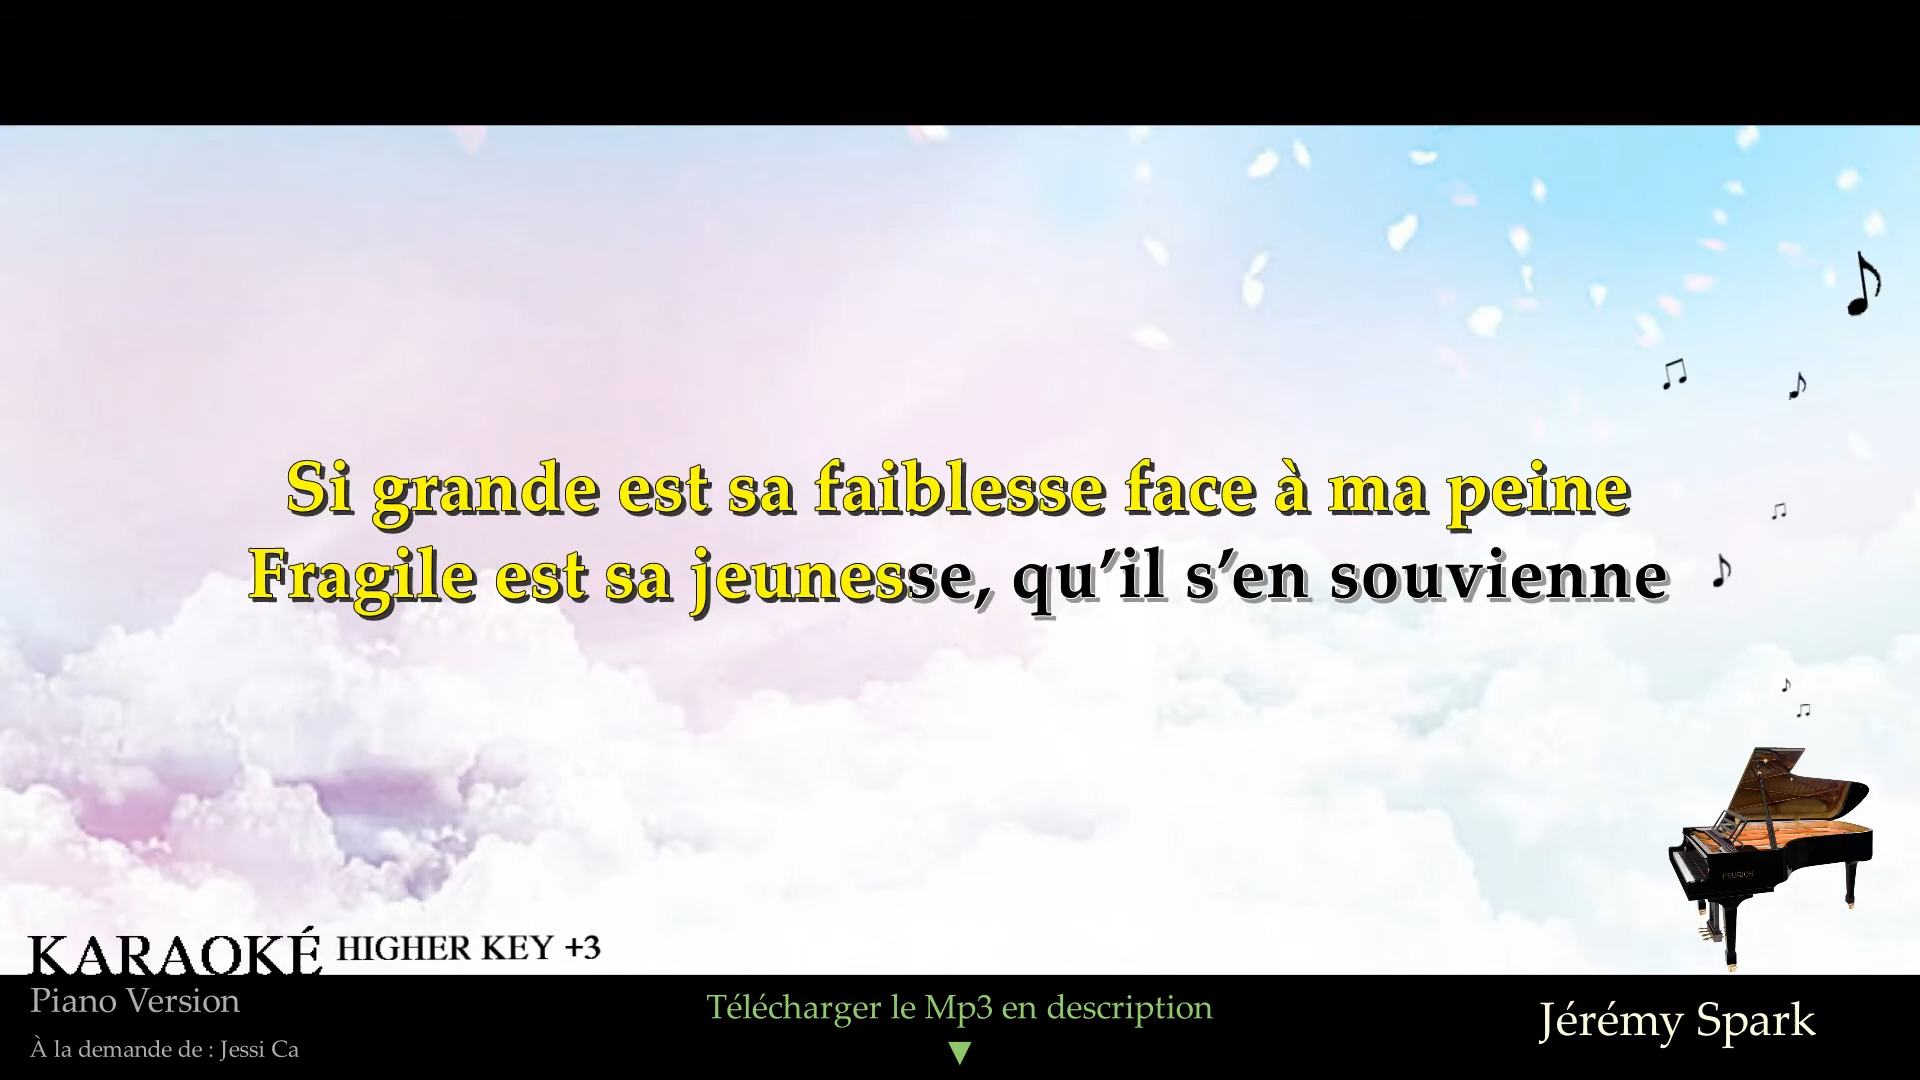 Si grande est sa faiblesse face à ma peine
Fragile est sa jeunesse, qu’il s’en souvienne
FEURICH
KARAOKÉ HIGHER KEY +3
Piano Version
À la demande de : Jessi Ca
Télécharger le Mp3 en description
Jérémy Spark